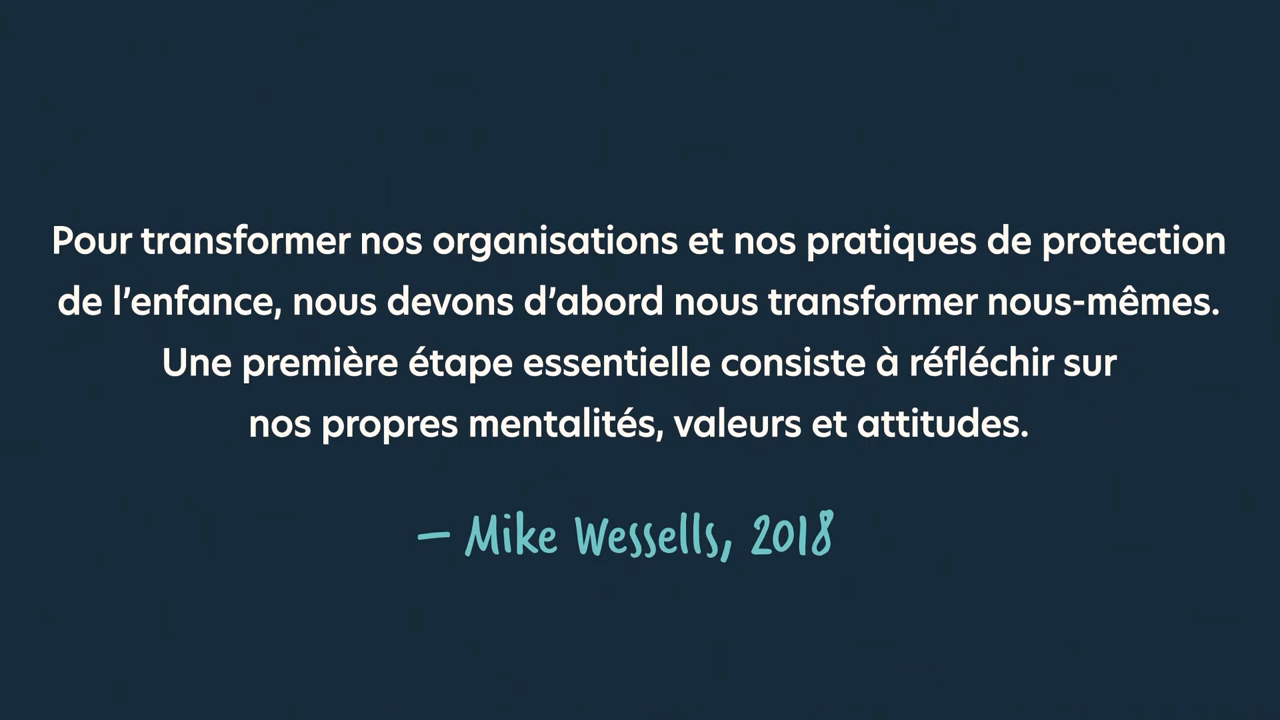 Pour transformer nos organisations et nos pratiques de protection
de l’enfance, nous devons d’abord nous transformer nous-mêmes.
Une première étape essentielle consiste à réfléchir sur
nos propres mentalités, valeurs et attitudes.
– Mike Wessells, 2018